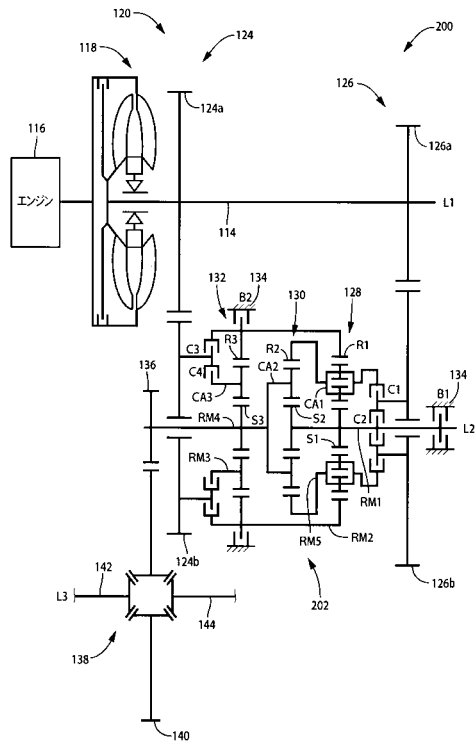 120
124
200
118
126
124a
126a
116
エンジン
L1
114
132
B2
134
130
128
136
R3
R2
R1
C3
CA2
C4
CA3
CA1
C1
134
B1
RM4
S3
S2
C2
L2
S1
RM3
RM1
RM5
RM2
124b
126b
142
202
L3
144
138
140